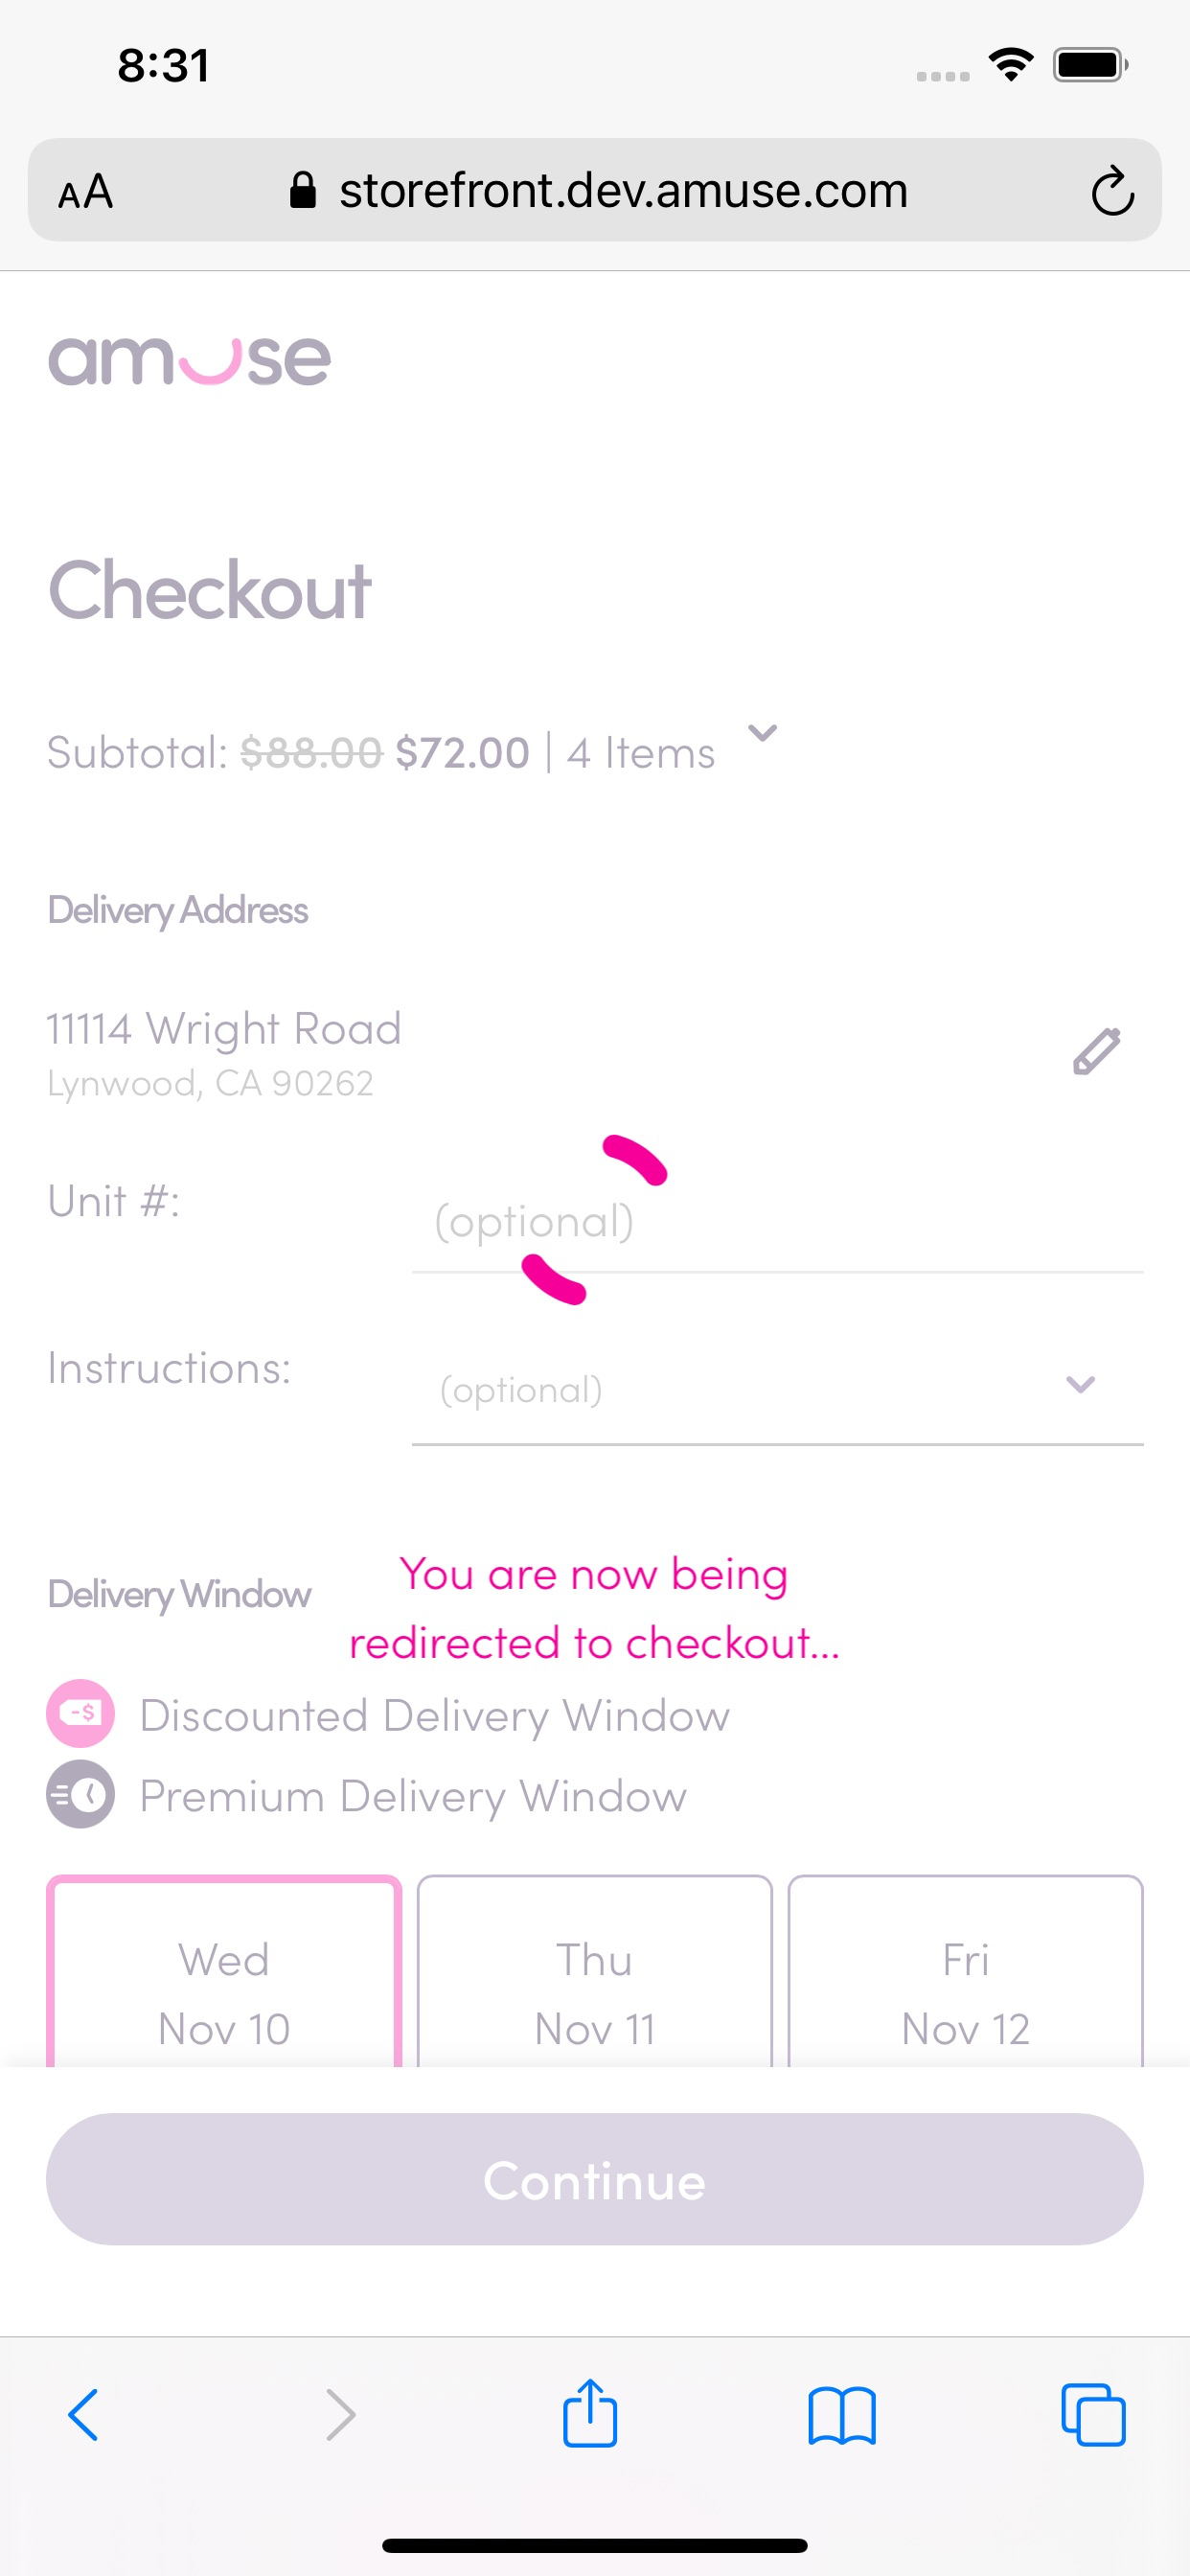 8:31
AA storefront.dev.amuse.com
amuse
Checkout
Subtotal: $88.00 $72.00 | 4 Items
Delivery Address
11114 Wright Road
Lynwood, CA 90262
Unit #:
(optional)
Instructions:
(optional)
You are now being
Delivery Window
redirected to checkout...
-$ Discounted Delivery Window
Premium Delivery Window
Wed Thu Fri
Nov 10 Nov 11 Nov 12
Continue